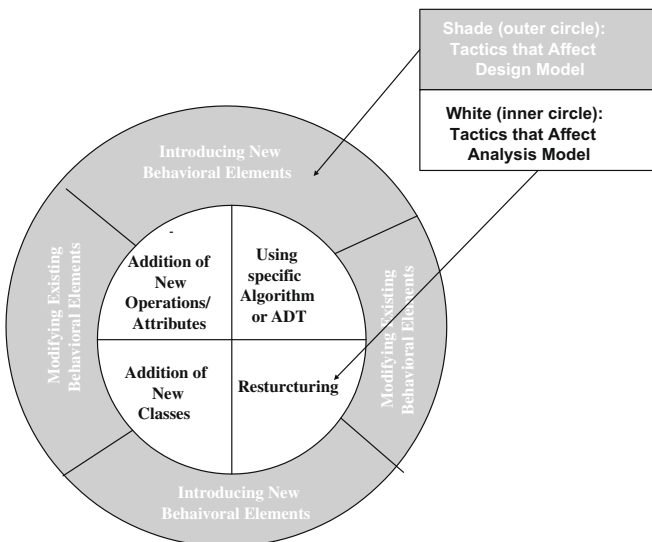 Shade (outer circle):
Tactics that Affect
Design Model
White (inner circle):
Tactics that Affect
Analysis Model
Introducing New
Behavioral Elements
Modifying Existing
Behavioral Elements
Addition of
New
Operations/
Attributes
Using
specific
Algorithm
or ADT
Modifying Existing
Behavioral Elements
Addition of
New
Classes
Resturcturing
Introducing New
Behaivoral Elements